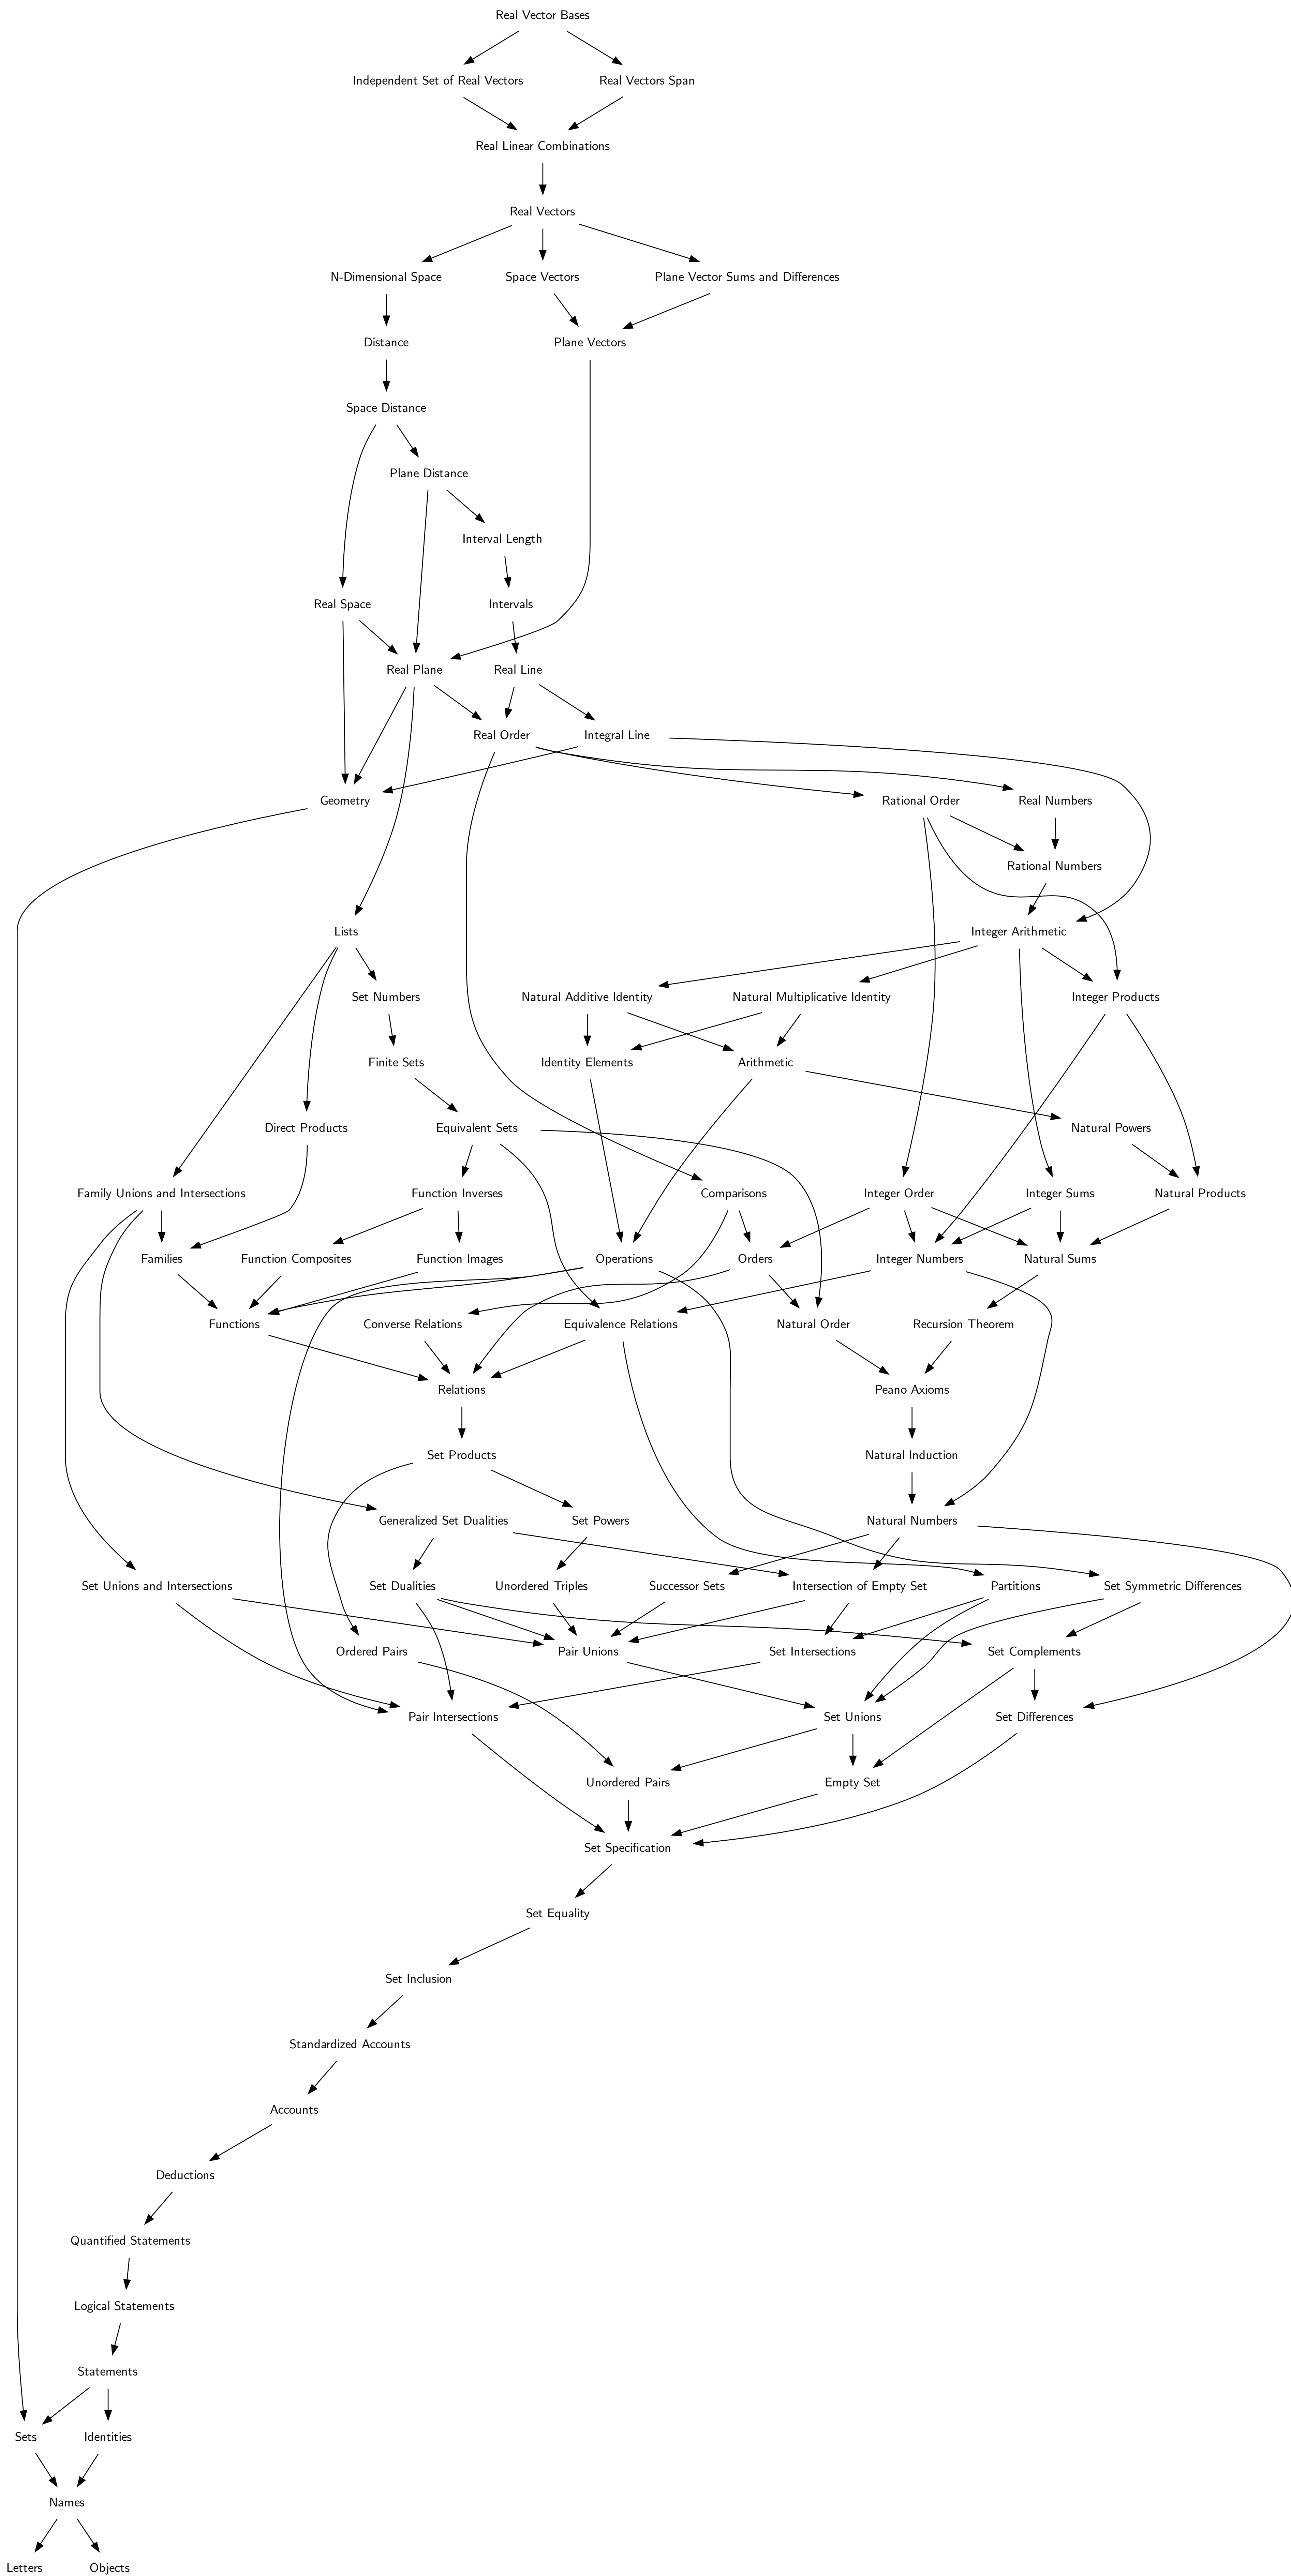 Real Vector Bases
Independent Set of Real Vectors
Real Vectors Span
Real Linear Combinations
Real Vectors
N-Dimensional Space
Space Vectors
Plane Vector Sums and Differences
Distance
Plane Vectors
Space Distance
Plane Distance
Interval Length
Real Space
Intervals
Real Plane
Real Line
Real Order
Integral Line
Geometry
Rational Order
Real Numbers
Rational Numbers
Lists
Integer Arithmetic
Set Numbers
Natural Additive Identity
Natural Multiplicative Identity
Integer Products
Finite Sets
Identity Elements
Arithmetic
Direct Products
Equivalent Sets
Natural Powers
Family Unions and Intersections
Function Inverses
Comparisons
Integer Order
Integer Sums
Natural Products
Families
Function Composites
Function Images
Operations
Orders
Integer Numbers
Natural Sums
Functions
Converse Relations
Equivalence Relations
Natural Order
Recursion Theorem
Relations
Peano Axioms
Set Products
Natural Induction
Generalized Set Dualities
Set Powers
Natural Numbers
Set Unions and Intersections
Set Dualities
Unordered Triples
Successor Sets
Intersection of Empty Set
Partitions
Set Symmetric Differences
Ordered Pairs
Pair Unions
Set Intersections
Set Complements
Pair Intersections
Set Unions
Set Differences
Unordered Pairs
Empty Set
Set Specification
Set Equality
Set Inclusion
Standardized Accounts
Accounts
Deductions
Quantified Statements
Logical Statements
Statements
Sets
Identities
Names
Letters
Objects